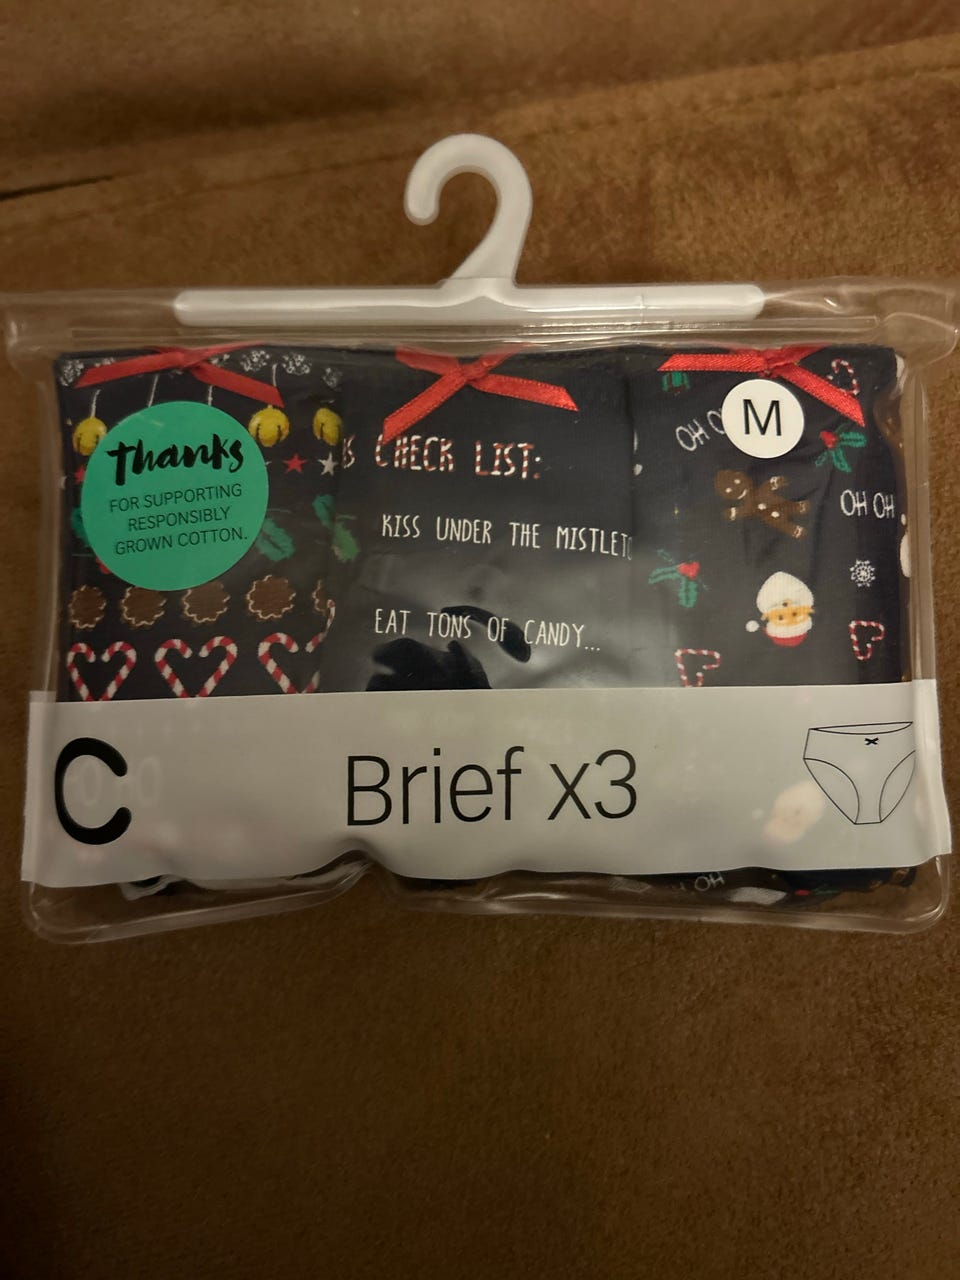 thanks
FOR SUPPORTING
RESPONSIBLY
GROWN COTTON.
CHECK LIST:
KISS UNDER THE MISTLETO
EAT TONS OF CANDY...
M
OH O
OH OH
C
Brief x3
OH